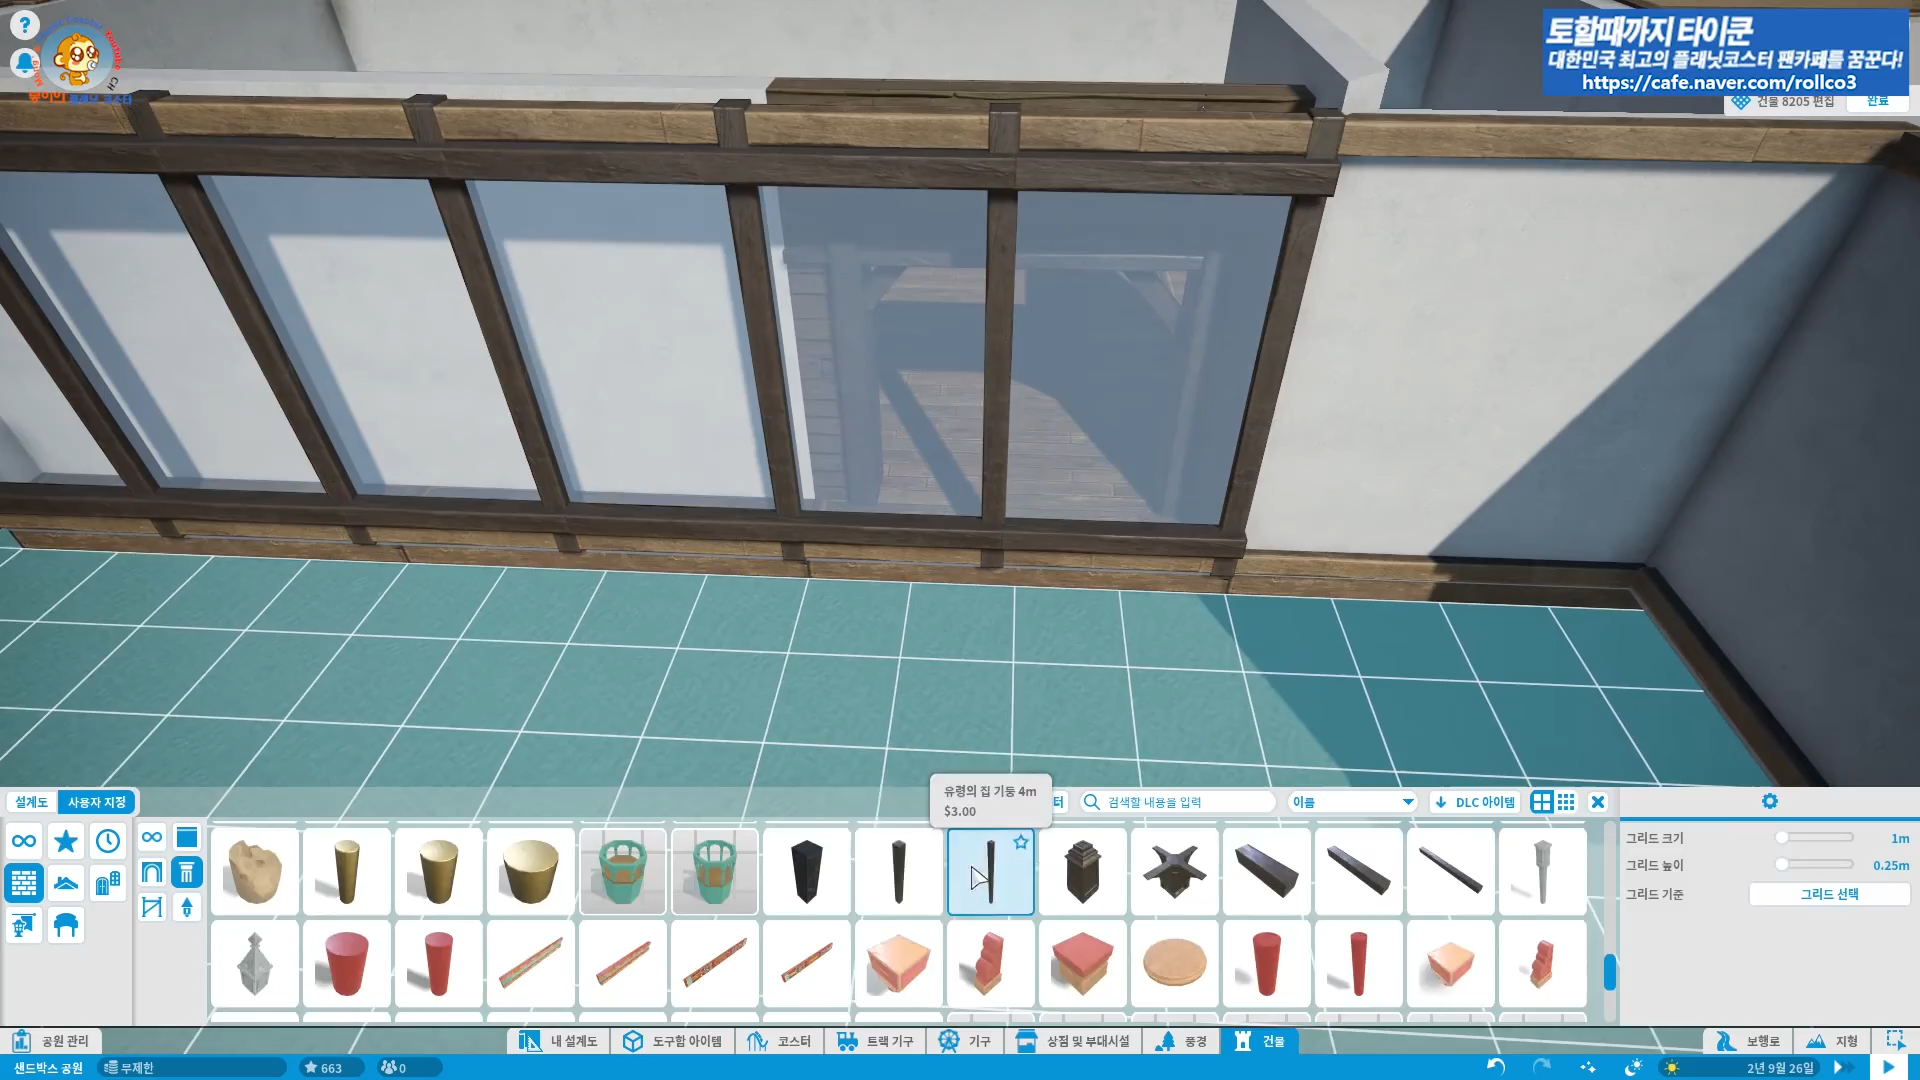 ?
토할때까지 타이쿤
대한민국 최고의 플래닛코스터 팬카페를 꿈꾼다!
https://cafe.naver.com/rollco3
건물 8205 편집
완료
유령의 집 기둥 4m
$3.00
설계도
사용자 지정
터
검색할 내용을 입력
이름
DLC 아이템
그리드 크기
1m
그리드 높이
0.25m
그리드 기준
그리드 선택
공원 관리
내 설계도
도구함 아이템
코스터
트랙 기구
기구
상점 및 부대시설
풍경
건물
보행로
지형
샌드박스 공원
무제한
663
0
2년 9월 26일